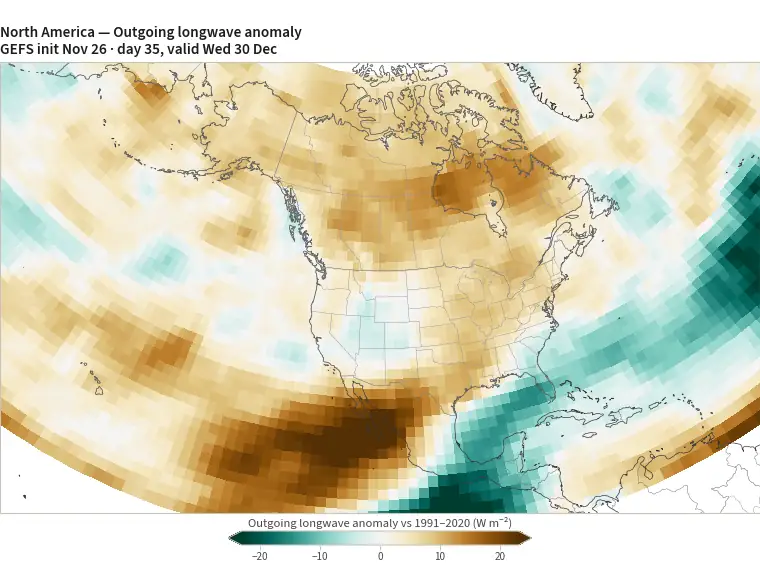 North America — Outgoing longwave anomaly
GEFS init Nov 26 · day 35, valid Wed 30 Dec
Outgoing longwave anomaly vs 1991–2020 (W m⁻²)
−20 −10 0 10 20